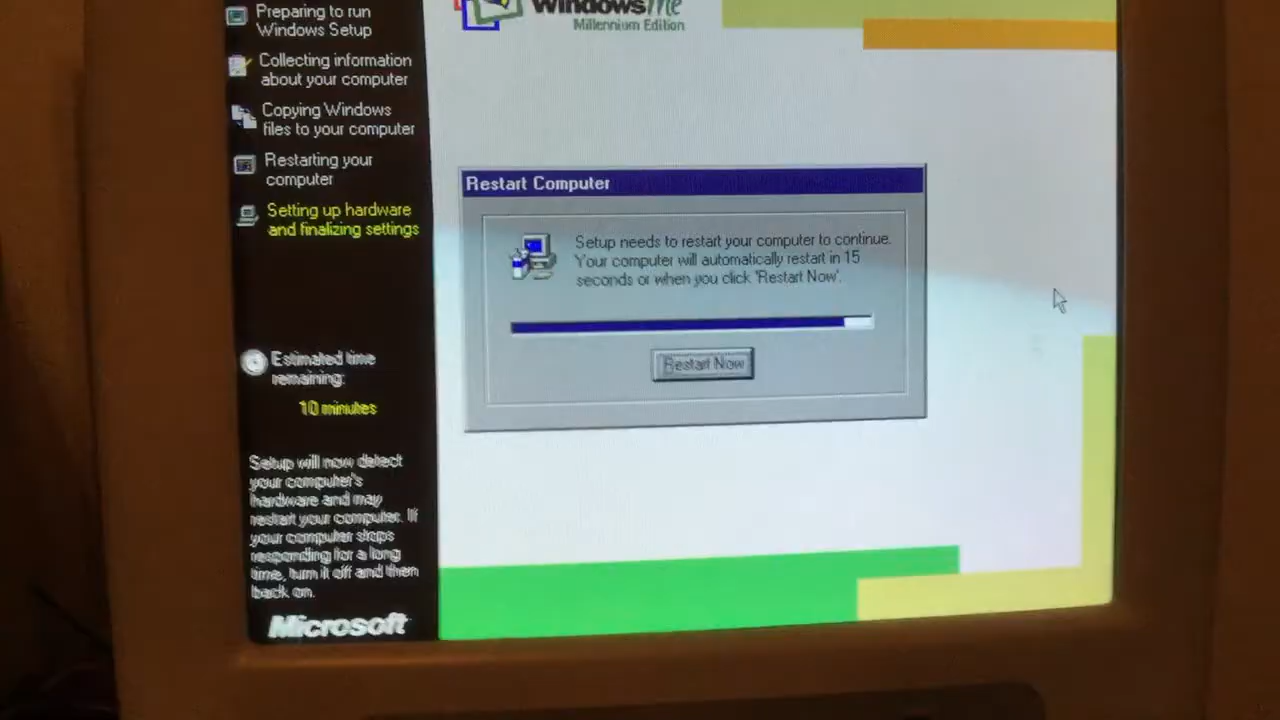 Preparing to run
Windows Setup
Collecting information
about your computer
Copying Windows
files to your computer
Restarting your
computer
Setting up hardware
and finalizing settings
Estimated time
remaining:
10 minutes
Setup will now detect
your computer's
hardware and may
restart your computer. If
your computer stops
responding for a long
time, turn it off and then
back on.
Microsoft
Windows Me
Millennium Edition
Restart Computer
Setup needs to restart your computer to continue.
Your computer will automatically restart in 15
seconds or when you click 'Restart Now'.
Restart Now